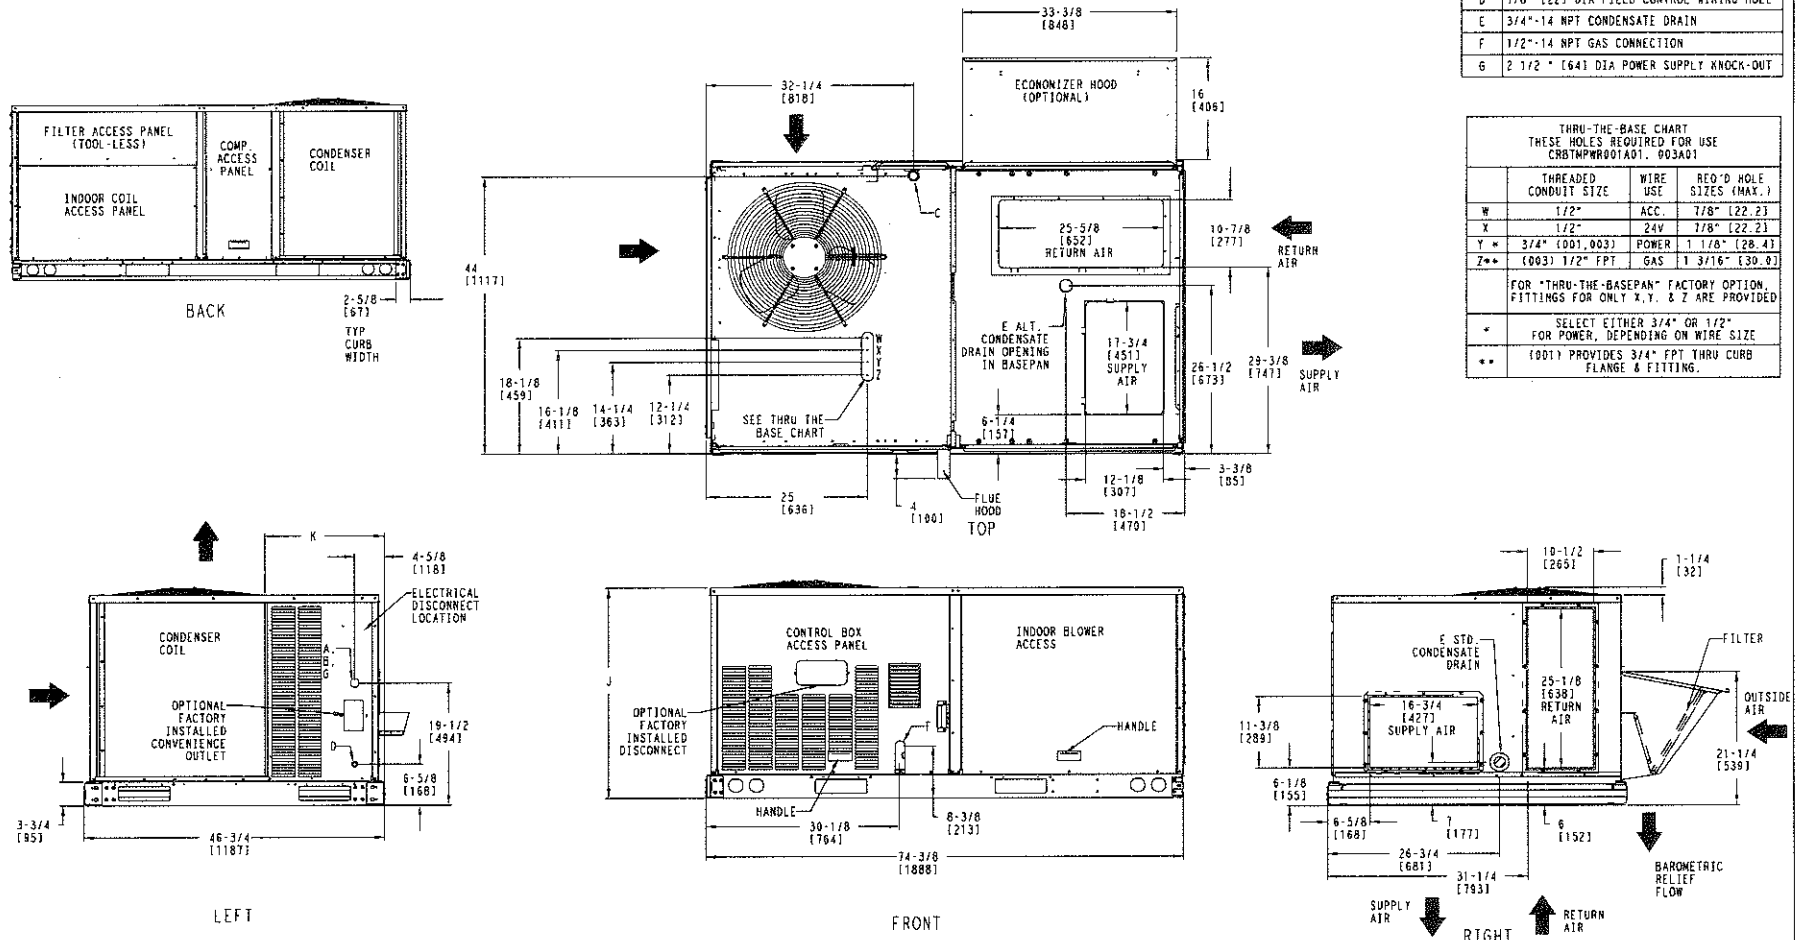 D 7/8" [22] DIA FIELD CONTROL WIRING HOLE
E 3/4"-14 NPT CONDENSATE DRAIN
F 1/2"-14 NPT GAS CONNECTION
G 2 1/2 " [64] DIA POWER SUPPLY KNOCK-OUT
THRU-THE-BASE CHART
THESE HOLES REQUIRED FOR USE
CRBTMPWR001A01, 003A01
THREADED CONDUIT SIZE WIRE USE REQ'D HOLE SIZES (MAX.)
W 1/2" ACC. 7/8" [22.2]
X 1/2" 24V 7/8" [22.2]
Y * 3/4" (001,003) POWER 1 1/8" [28.4]
Z** (003) 1/2" FPT GAS 1 3/16" [30.0]
FOR "THRU-THE-BASEPAN" FACTORY OPTION,
FITTINGS FOR ONLY X,Y, & Z ARE PROVIDED
* SELECT EITHER 3/4" OR 1/2"
FOR POWER, DEPENDING ON WIRE SIZE
** (001) PROVIDES 3/4" FPT THRU CURB
FLANGE & FITTING.
FILTER ACCESS PANEL
(TOOL-LESS)
INDOOR COIL
ACCESS PANEL
COMP.
ACCESS
PANEL
CONDENSER
COIL
BACK
2-5/8
[67]
TYP
CURB
WIDTH
33-3/8
[848]
ECONOMIZER HOOD
(OPTIONAL)
16
[406]
32-1/4
[818]
C
44
[1117]
25-5/8
[652]
RETURN AIR
10-7/8
[277]
RETURN
AIR
E ALT.
CONDENSATE
DRAIN OPENING
IN BASEPAN
17-3/4
[451]
SUPPLY
AIR
26-1/2
[673]
29-3/8
[747]
SUPPLY
AIR
W
X
Y
Z
18-1/8
[459]
16-1/8
[411]
14-1/4
[363]
12-1/4
[312]
SEE THRU THE
BASE CHART
6-1/4
[157]
25
[636]
4
[100]
FLUE
HOOD
12-1/8
[307]
3-3/8
[85]
18-1/2
[470]
TOP
K
4-5/8
[118]
ELECTRICAL
DISCONNECT
LOCATION
CONDENSER
COIL
A,
B,
G
OPTIONAL
FACTORY
INSTALLED
CONVENIENCE
OUTLET
D
19-1/2
[494]
6-5/8
[168]
3-3/4
[95]
46-3/4
[1187]
LEFT
J
CONTROL BOX
ACCESS PANEL
INDOOR BLOWER
ACCESS
OPTIONAL
FACTORY
INSTALLED
DISCONNECT
F
HANDLE
HANDLE
30-1/8
[764]
8-3/8
[213]
74-3/8
[1888]
FRONT
10-1/2
[265]
1-1/4
[32]
E STD.
CONDENSATE
DRAIN
FILTER
25-1/8
[638]
RETURN
AIR
16-3/4
[427]
SUPPLY AIR
11-3/8
[289]
OUTSIDE
AIR
21-1/4
[539]
6-1/8
[155]
6-5/8
[168]
7
[177]
6
[152]
26-3/4
[681]
31-1/4
[793]
BAROMETRIC
RELIEF
FLOW
SUPPLY
AIR
RETURN
AIR
RIGHT